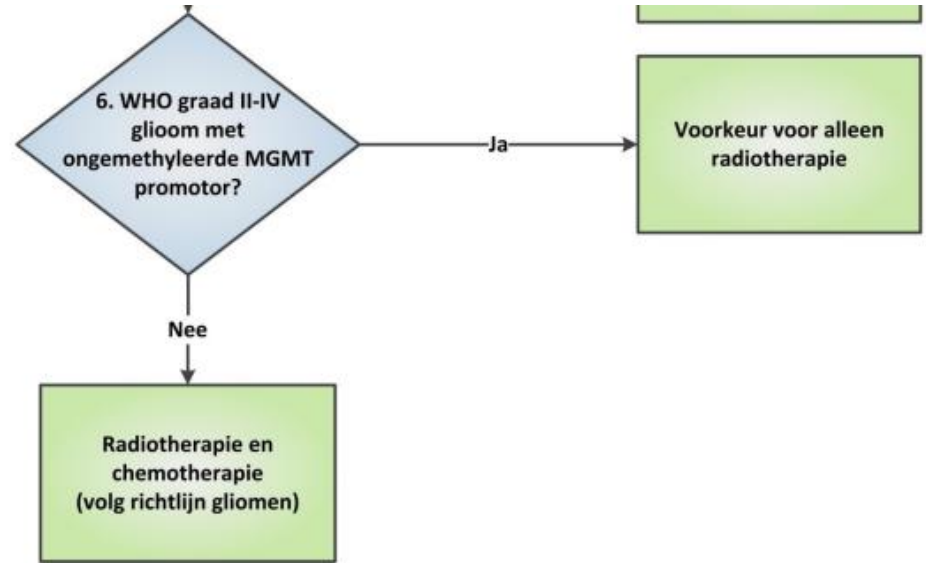 6. WHO graad II-IV
glioom met
ongemethyleerde MGMT
promotor?
Ja
Voorkeur voor alleen
radiotherapie
Nee
Radiotherapie en
chemotherapie
(volg richtlijn gliomen)